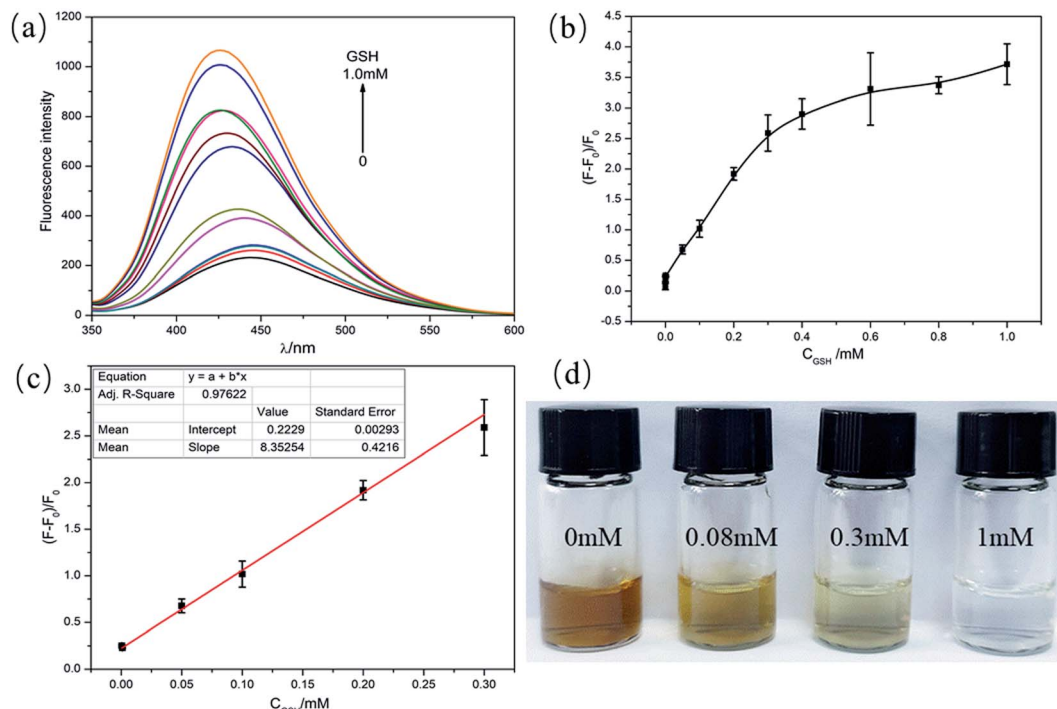 (a)
1200
1000
800
600
400
200
0
Fluorescence intensity
GSH
1.0mM
0
350 400 450 500 550 600
λ/nm
(b)
4.5
4.0
3.5
3.0
2.5
2.0
1.5
1.0
0.5
0.0
-0.5
(F-F₀)/F₀
0.0 0.2 0.4 0.6 0.8 1.0
C_GSH /mM
(c)
Equation y = a + b*x
Adj. R-Square 0.97622
Value Standard Error
Mean Intercept 0.2229 0.00293
Mean Slope 8.35254 0.4216
3.0
2.5
2.0
1.5
1.0
0.5
0.0
(F-F₀)/F₀
0.00 0.05 0.10 0.15 0.20 0.25 0.30
/mM
(d)
0mM 0.08mM 0.3mM 1mM